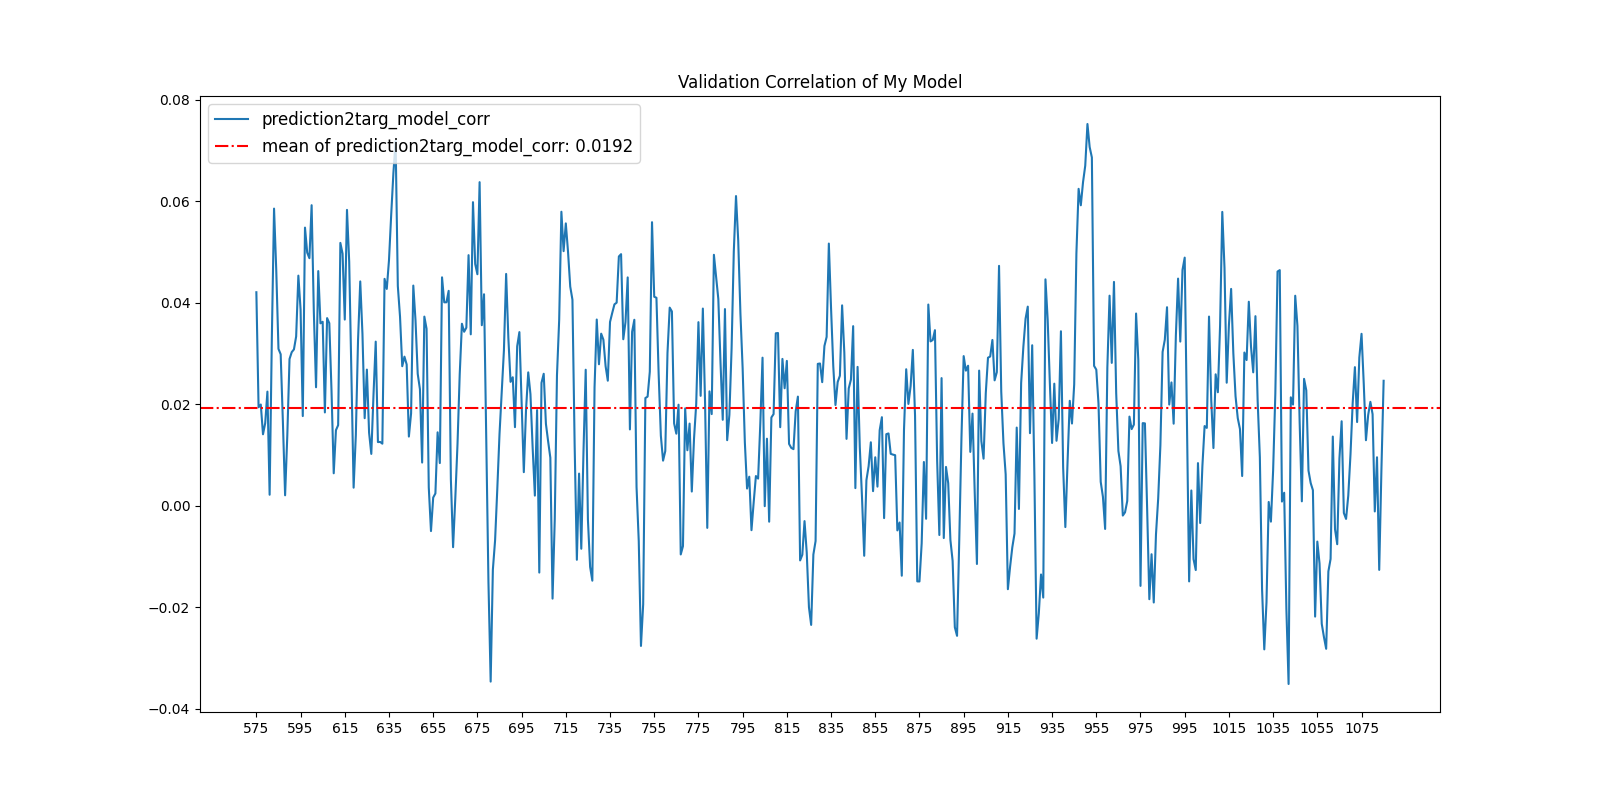 Validation Correlation of My Model
prediction2targ_model_corr
mean of prediction2targ_model_corr: 0.0192
0.08
0.06
0.04
0.02
0.00
−0.02
−0.04
575 595 615 635 655 675 695 715 735 755 775 795 815 835 855 875 895 915 935 955 975 995 1015 1035 1055 1075